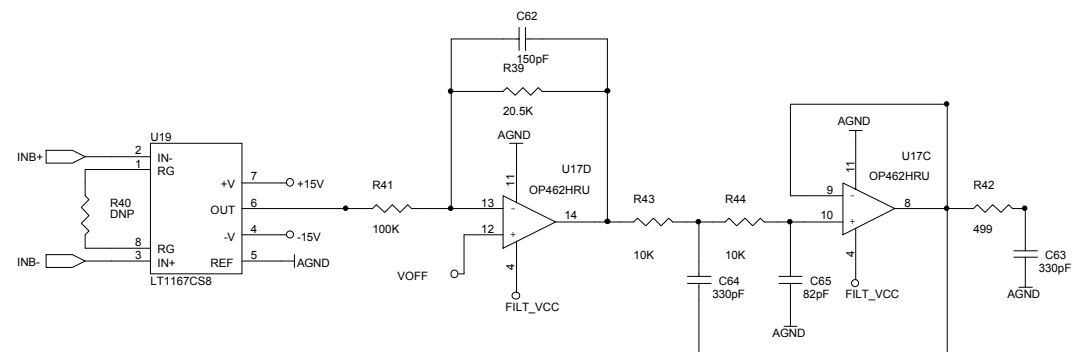 C62
150pF
R39
20.5K
AGND
AGND
U19
U17D
OP462HRU
U17C
OP462HRU
INB+
2
IN-
1
RG
+V
7
+15V
R40
DNP
OUT
6
R41
100K
11
13
-
12
+
14
R43
10K
R44
10K
11
9
-
10
+
8
R42
499
-V
4
-15V
8
RG
INB-
3
IN+
REF
5
AGND
LT1167CS8
VOFF
4
FILT_VCC
C64
330pF
C65
82pF
4
FILT_VCC
C63
330pF
AGND
AGND